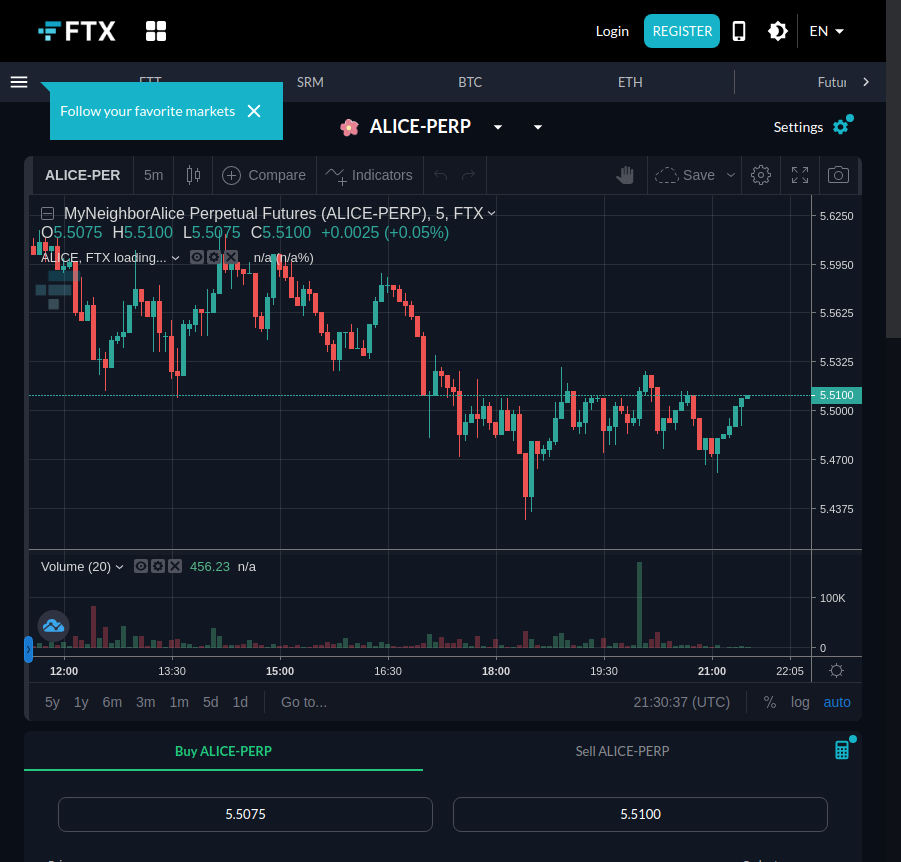 FTX
Login
REGISTER
EN
FTT
SRM
BTC
ETH
Futur
Follow your favorite markets
ALICE-PERP
Settings
ALICE-PER
5m
Compare
Indicators
Save
MyNeighborAlice Perpetual Futures (ALICE-PERP), 5, FTX
O5.5075 H5.5100 L5.5075 C5.5100 +0.0025 (+0.05%)
ALICE, FTX loading... n/a (n/a%)
5.6250
5.5950
5.5625
5.5325
5.5100
5.5000
5.4700
5.4375
Volume (20) 456.23 n/a
100K
0
12:00 13:30 15:00 16:30 18:00 19:30 21:00 22:05
5y 1y 6m 3m 1m 5d 1d Go to... 21:30:37 (UTC) % log auto
Buy ALICE-PERP
Sell ALICE-PERP
5.5075
5.5100